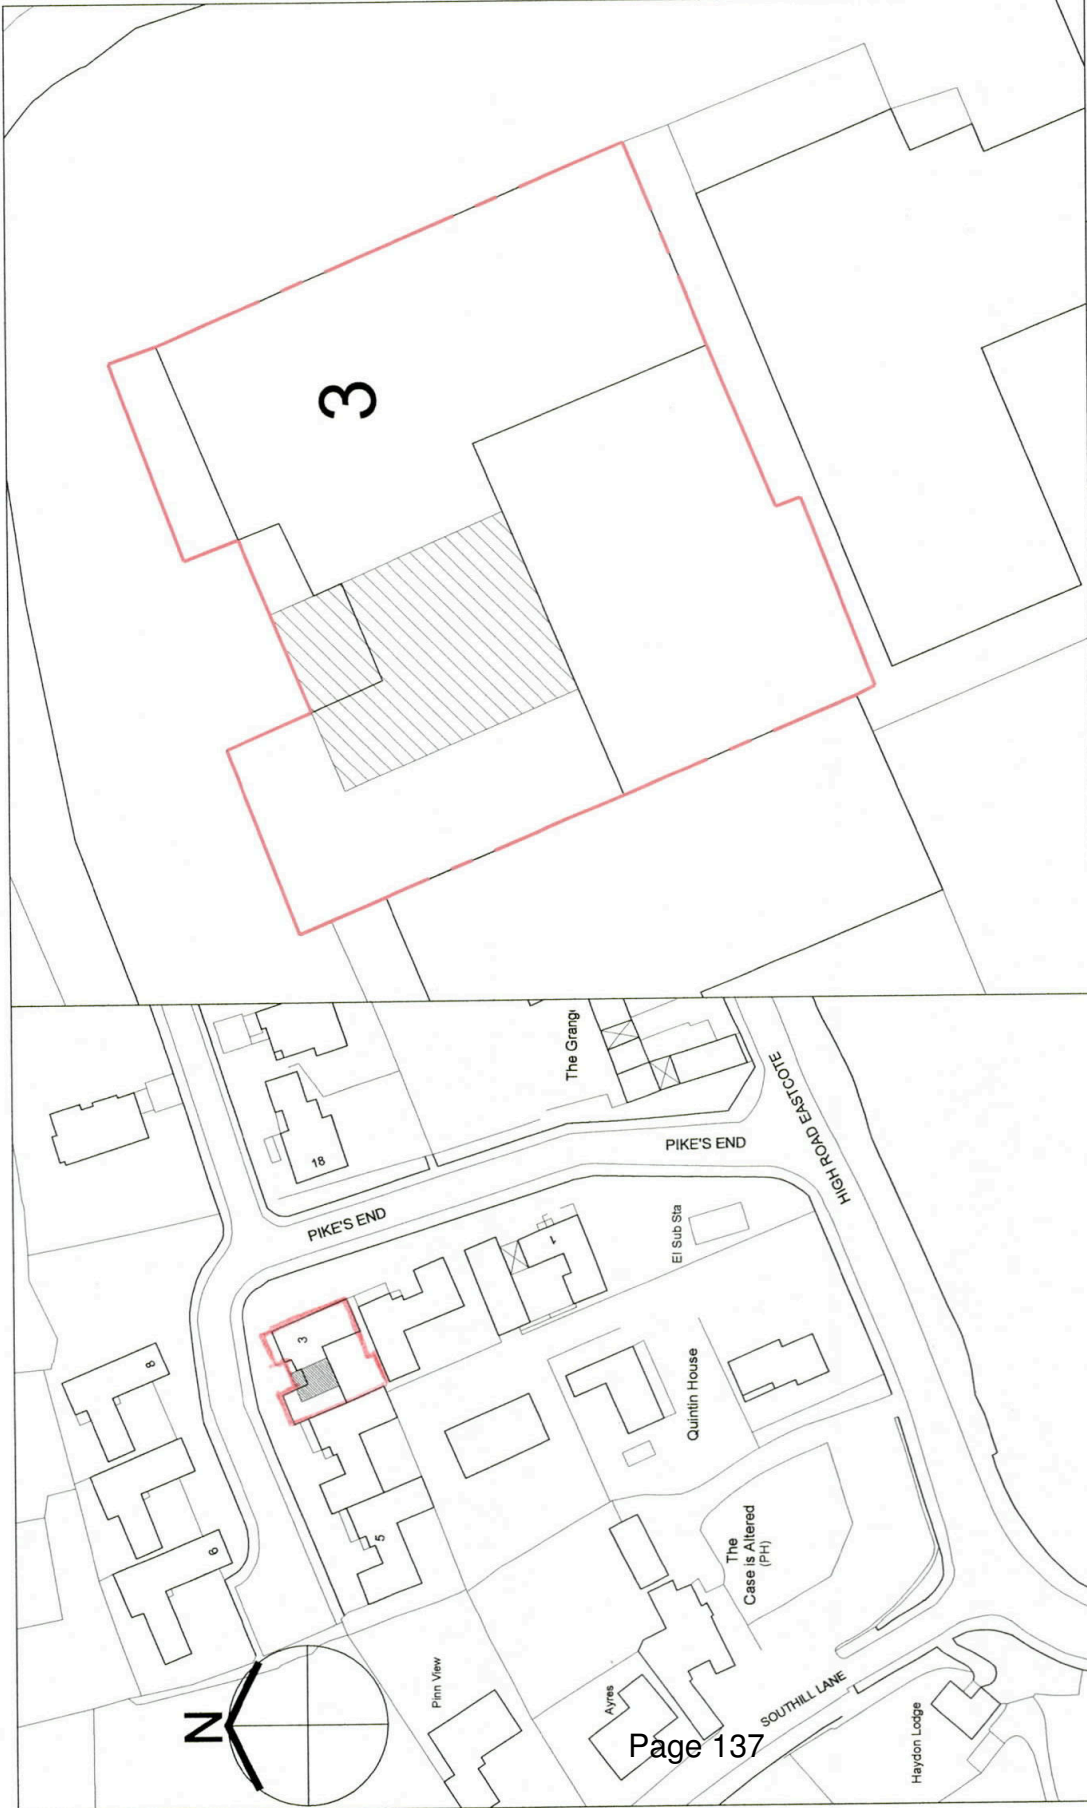 3
The Grang
18
PIKE'S END
PIKE'S END
HIGH ROAD EASTCOTE
El Sub Sta
1
3
8
6
5
Quintin House
The
Case is Altered
(PH)
N
Pinn View
Ayres
SOUTHILL LANE
Haydon Lodge
Page 137